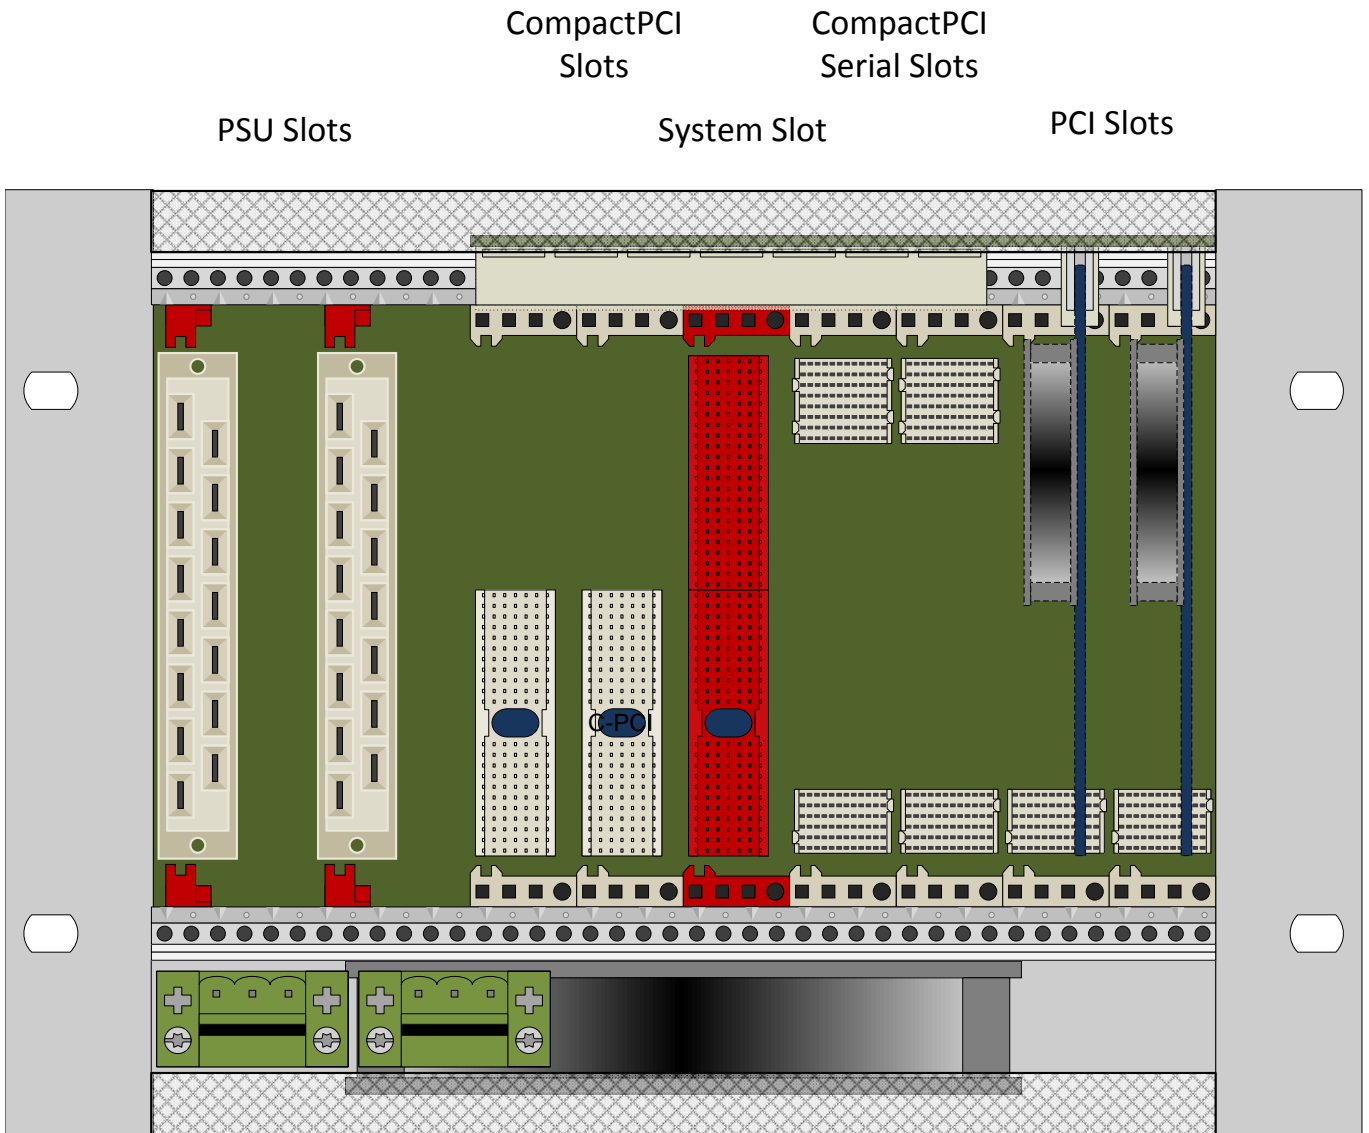 CompactPCI
Slots
CompactPCI
Serial Slots
PSU Slots
System Slot
PCI Slots
C-PCI